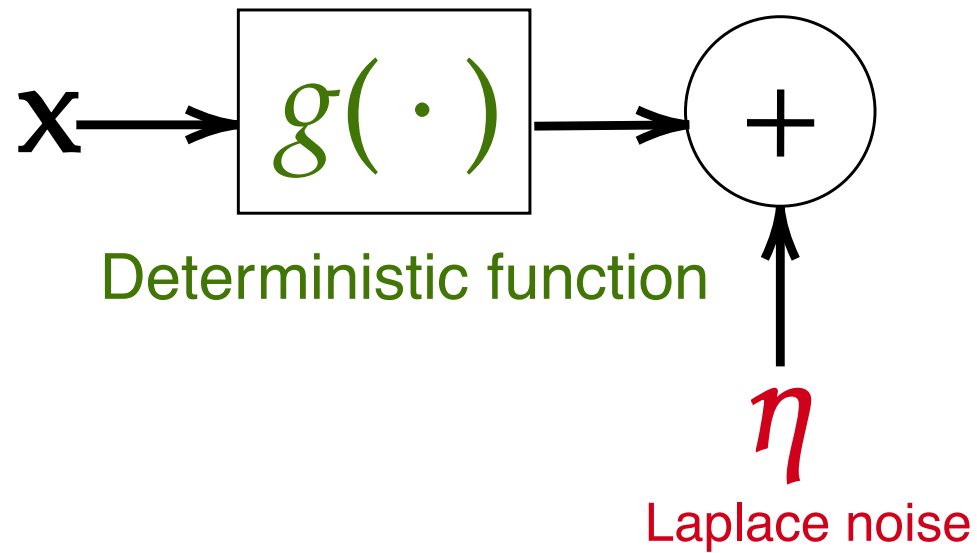 x
g( · )
+
Deterministic function
η
Laplace noise